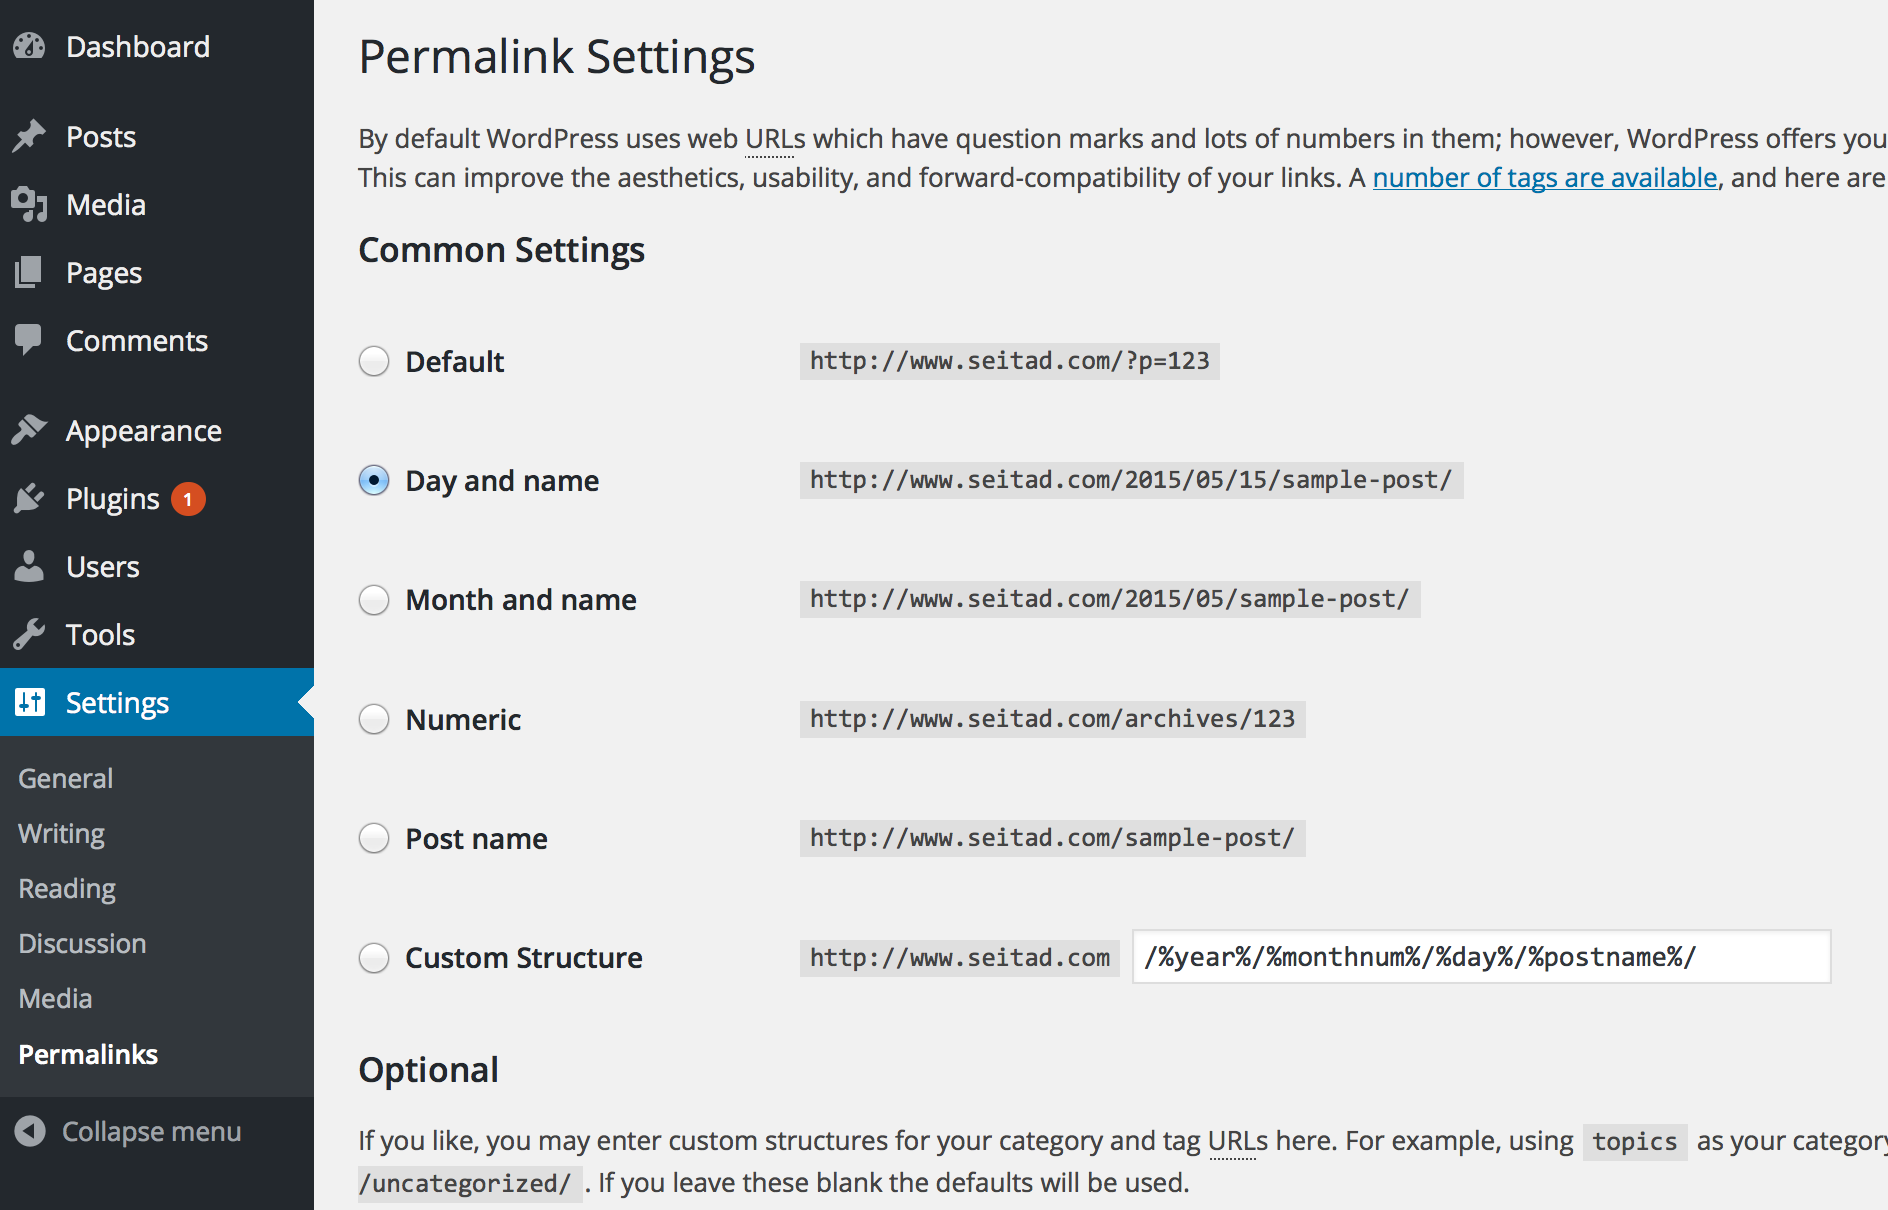 Dashboard
Posts
Media
Pages
Comments
Appearance
Plugins 1
Users
Tools
Settings
General
Writing
Reading
Discussion
Media
Permalinks
Collapse menu
Permalink Settings
By default WordPress uses web URLs which have question marks and lots of numbers in them; however, WordPress offers you
This can improve the aesthetics, usability, and forward-compatibility of your links. A number of tags are available, and here are
Common Settings
Default http://www.seitad.com/?p=123
Day and name http://www.seitad.com/2015/05/15/sample-post/
Month and name http://www.seitad.com/2015/05/sample-post/
Numeric http://www.seitad.com/archives/123
Post name http://www.seitad.com/sample-post/
Custom Structure http://www.seitad.com /%year%/%monthnum%/%day%/%postname%/
Optional
If you like, you may enter custom structures for your category and tag URLs here. For example, using topics as your category
/uncategorized/ . If you leave these blank the defaults will be used.